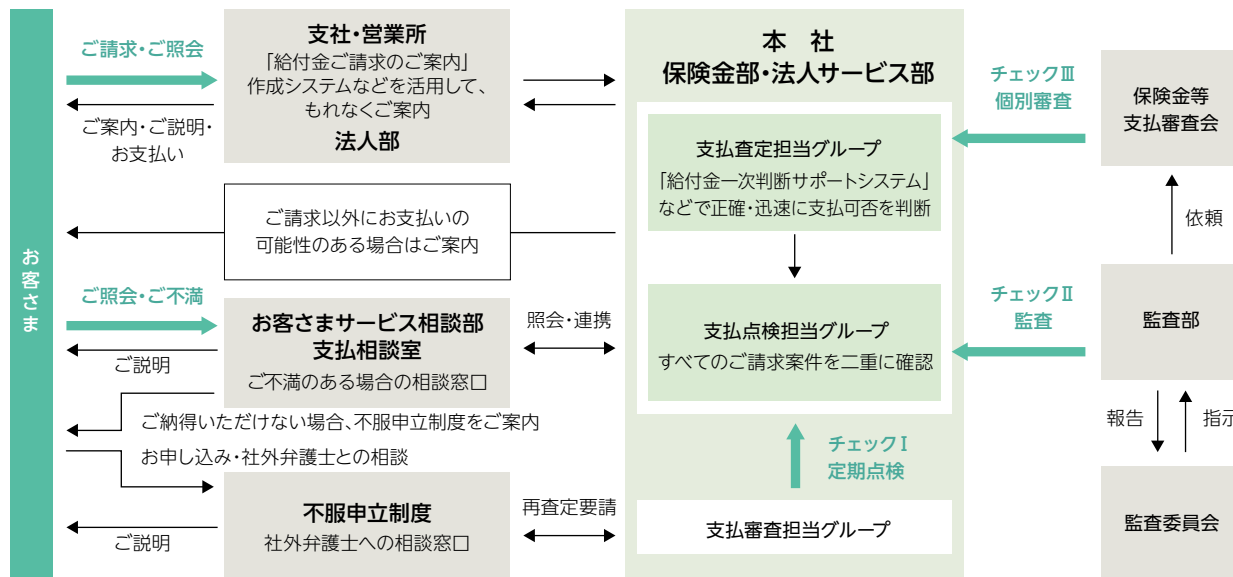 お客さま
ご請求・ご照会
ご案内・ご説明・
お支払い
支社・営業所
「給付金ご請求のご案内」
作成システムなどを活用して、
もれなくご案内
法人部
ご請求以外にお支払いの
可能性のある場合はご案内
ご照会・ご不満
ご説明
お客さまサービス相談部
支払相談室
ご不満のある場合の相談窓口
照会・連携
ご納得いただけない場合、不服申立制度をご案内
お申し込み・社外弁護士との相談
ご説明
不服申立制度
社外弁護士への相談窓口
再査定要請
本 社
保険金部・法人サービス部
支払査定担当グループ
「給付金一次判断サポートシステム」
などで正確・迅速に支払可否を判断
支払点検担当グループ
すべてのご請求案件を二重に確認
チェックⅠ
定期点検
支払審査担当グループ
チェックⅢ
個別審査
保険金等
支払審査会
依頼
チェックⅡ
監査
監査部
報告
指示
監査委員会